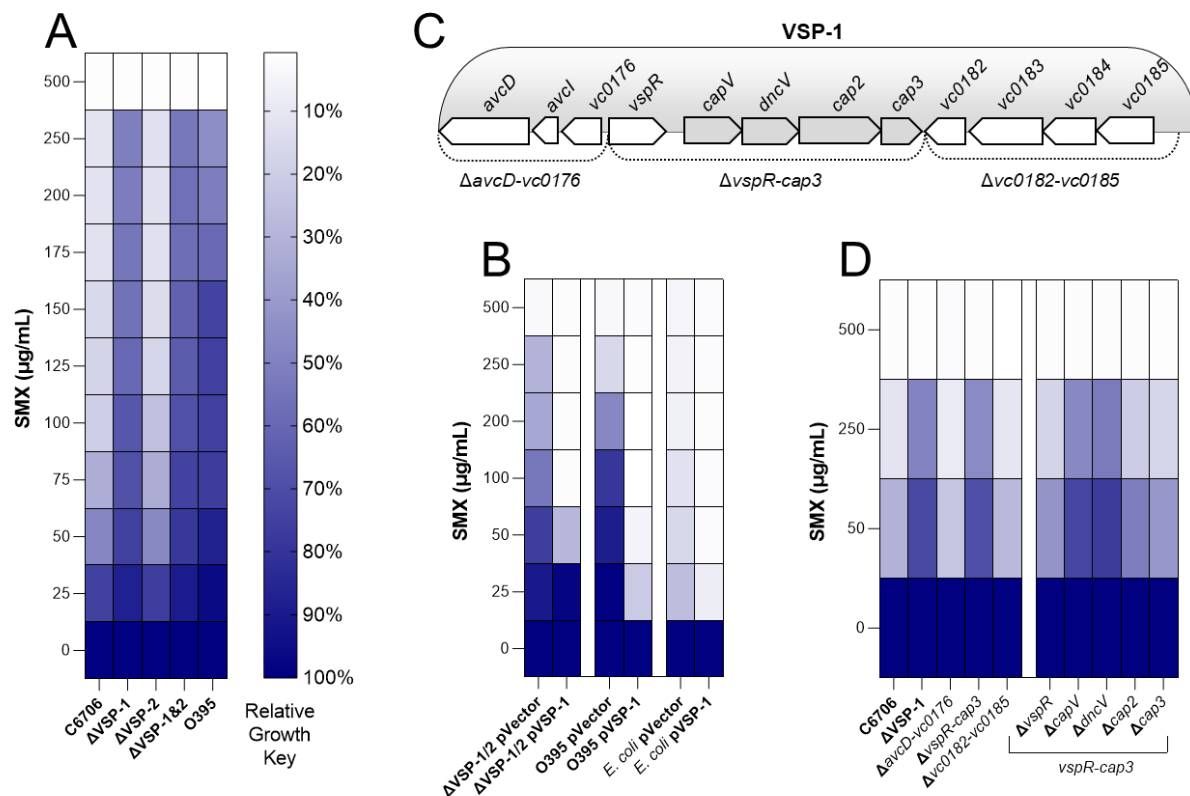 A
500
250
200
175
150
125
100
75
50
25
0
SMX (µg/mL)
C6706
ΔVSP-1
ΔVSP-2
ΔVSP-1&2
O395
10%
20%
30%
40%
50%
60%
70%
80%
90%
100%
Relative
Growth
Key
C
VSP-1
avcD
avcI
vc0176
vspR
capV
dncV
cap2
cap3
vc0182
vc0183
vc0184
vc0185
ΔavcD-vc0176
ΔvspR-cap3
Δvc0182-vc0185
B
500
250
200
100
50
25
0
SMX (µg/mL)
ΔVSP-1/2 pVector
ΔVSP-1/2 pVSP-1
O395 pVector
O395 pVSP-1
E. coli pVector
E. coli pVSP-1
D
500
250
50
0
SMX (µg/mL)
C6706
ΔVSP-1
ΔavcD-vc0176
ΔvspR-cap3
Δvc0182-vc0185
ΔvspR
ΔcapV
ΔdncV
Δcap2
Δcap3
vspR-cap3